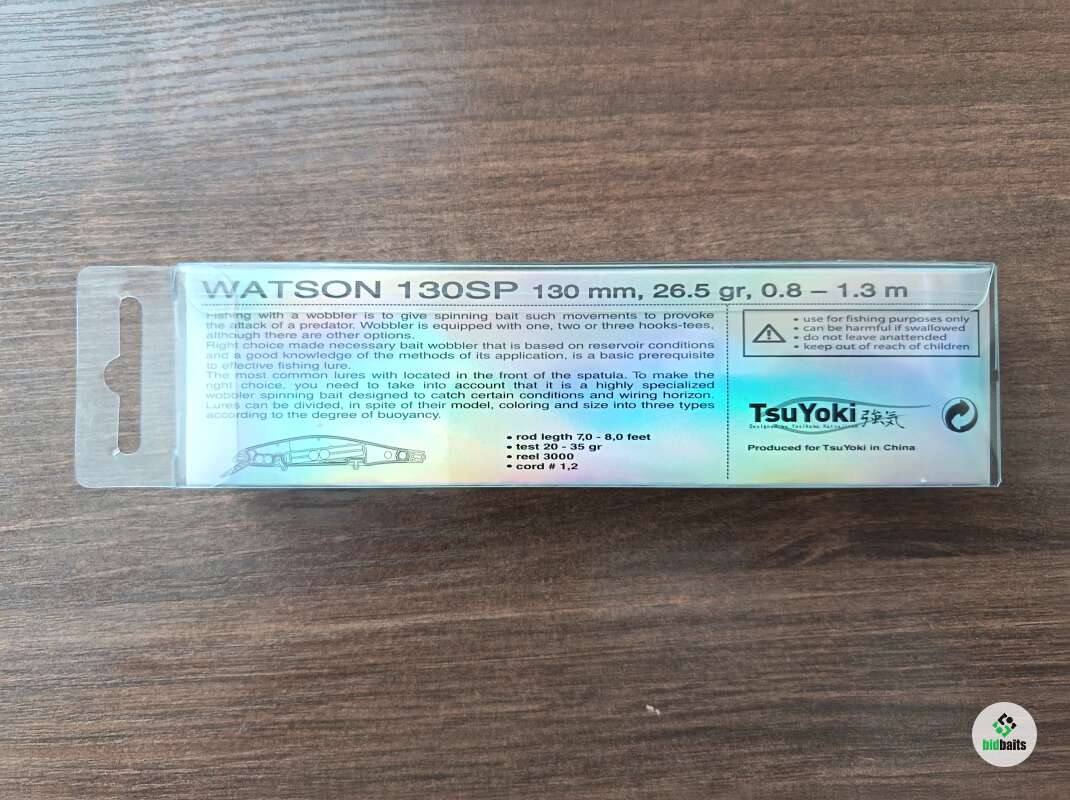 WATSON 130SP 130 mm, 26.5 gr, 0.8 – 1.3 m
Fishing with a wobbler is to give spinning bait such movements to provoke
the attack of a predator. Wobbler is equipped with one, two or three hooks-tees,
although there are other options.
Right choice made necessary bait wobbler that is based on reservoir conditions
and a good knowledge of the methods of its application, is a basic prerequisite
to effective fishing lure.
The most common lures with located in the front of the spatula. To make the
right choice, you need to take into account that it is a highly specialized
wobbler spinning bait designed to catch certain conditions and wiring horizon.
Lures can be divided, in spite of their model, coloring and size into three types
according to the degree of buoyancy.
• rod legth 7,0 - 8,0 feet
• test 20 - 35 gr
• reel 3000
• cord # 1,2
• use for fishing purposes only
• can be harmful if swallowed
• do not leave anattended
• keep out of reach of children
TsuYoki 強気
Produced for TsuYoki in China
bidbaits